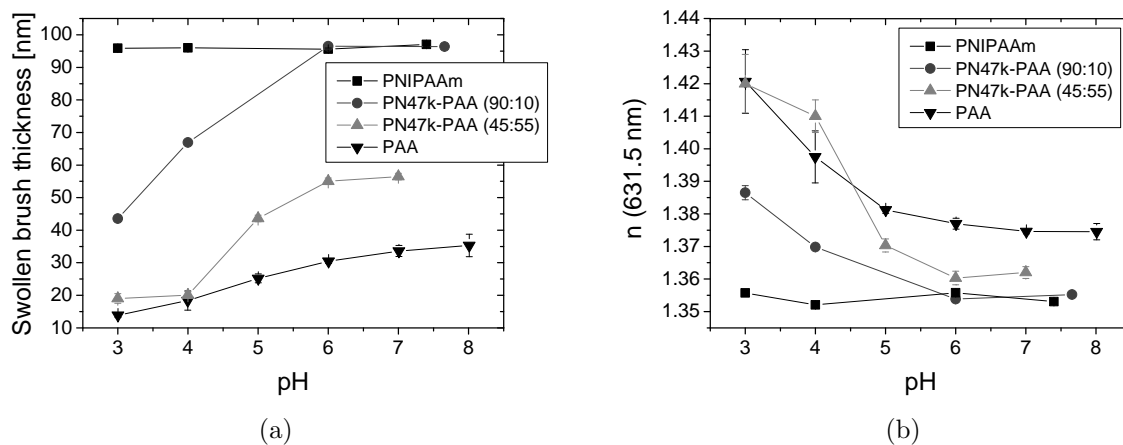 Swollen brush thickness [nm]
100
90
80
70
60
50
40
30
20
10
3 4 5 6 7 8
pH
PNIPAAm
PN47k-PAA (90:10)
PN47k-PAA (45:55)
PAA
(a)
n (631.5 nm)
1.44
1.43
1.42
1.41
1.40
1.39
1.38
1.37
1.36
1.35
3 4 5 6 7 8
pH
PNIPAAm
PN47k-PAA (90:10)
PN47k-PAA (45:55)
PAA
(b)